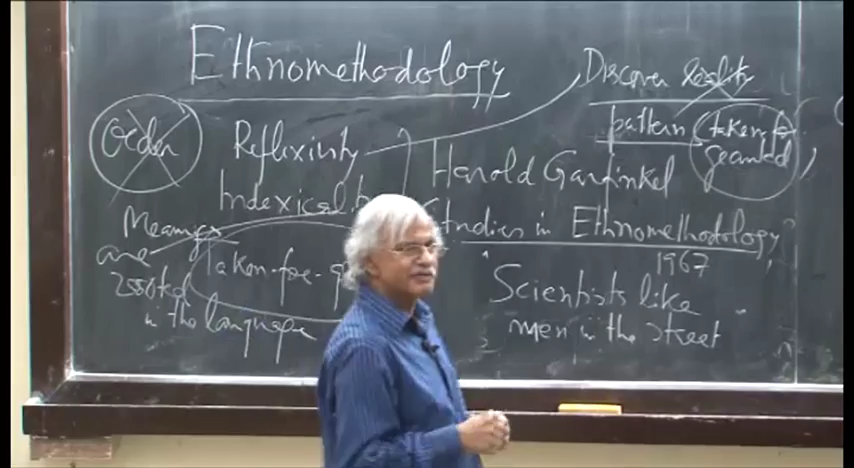 Ethnomethodology
Discover reality
pattern (taken for
granted)
Order
Reflexivity
Harold Garfinkel
Indexicality
Meanings
are
in the language
Taken-for-g
Studies in Ethnomethodology
1967
Scientists like
men in the street